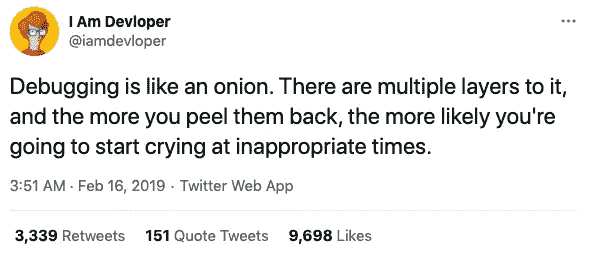 I Am Devloper
@iamdevloper
Debugging is like an onion. There are multiple layers to it,
and the more you peel them back, the more likely you're
going to start crying at inappropriate times.
3:51 AM · Feb 16, 2019 · Twitter Web App
3,339 Retweets 151 Quote Tweets 9,698 Likes